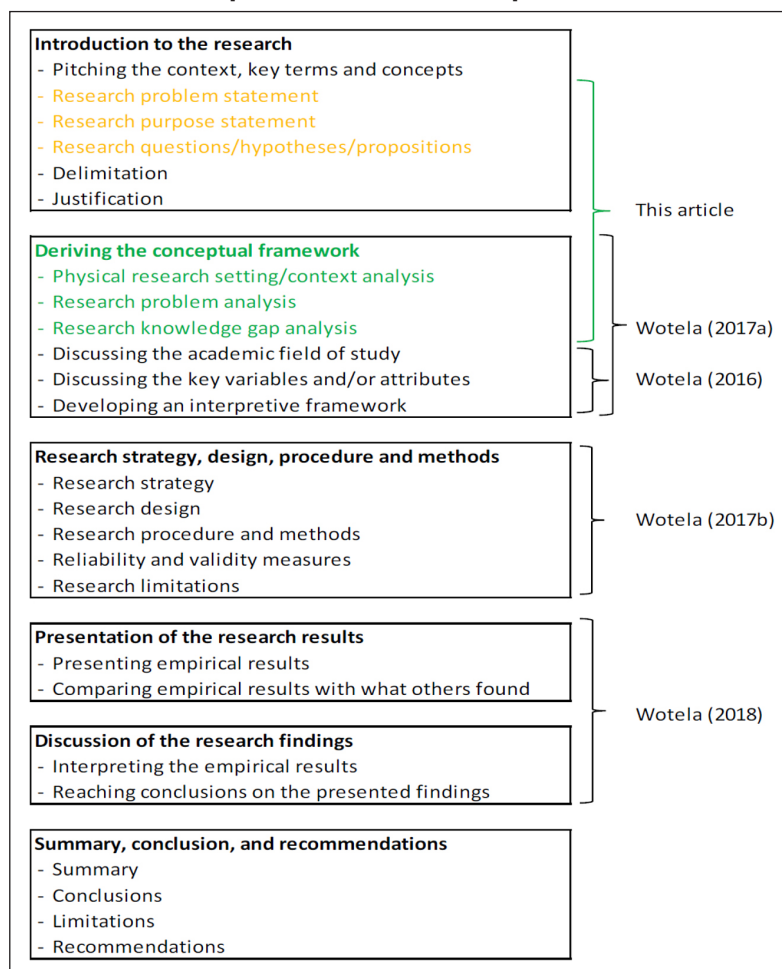 Introduction to the research
- Pitching the context, key terms and concepts
- Research problem statement
- Research purpose statement
- Research questions/hypotheses/propositions
- Delimitation
- Justification
This article
Deriving the conceptual framework
- Physical research setting/context analysis
- Research problem analysis
- Research knowledge gap analysis
Wotela (2017a)
- Discussing the academic field of study
- Discussing the key variables and/or attributes
Wotela (2016)
- Developing an interpretive framework
Research strategy, design, procedure and methods
- Research strategy
- Research design
Wotela (2017b)
- Research procedure and methods
- Reliability and validity measures
- Research limitations
Presentation of the research results
- Presenting empirical results
- Comparing empirical results with what others found
Wotela (2018)
Discussion of the research findings
- Interpreting the empirical results
- Reaching conclusions on the presented findings
Summary, conclusion, and recommendations
- Summary
- Conclusions
- Limitations
- Recommendations